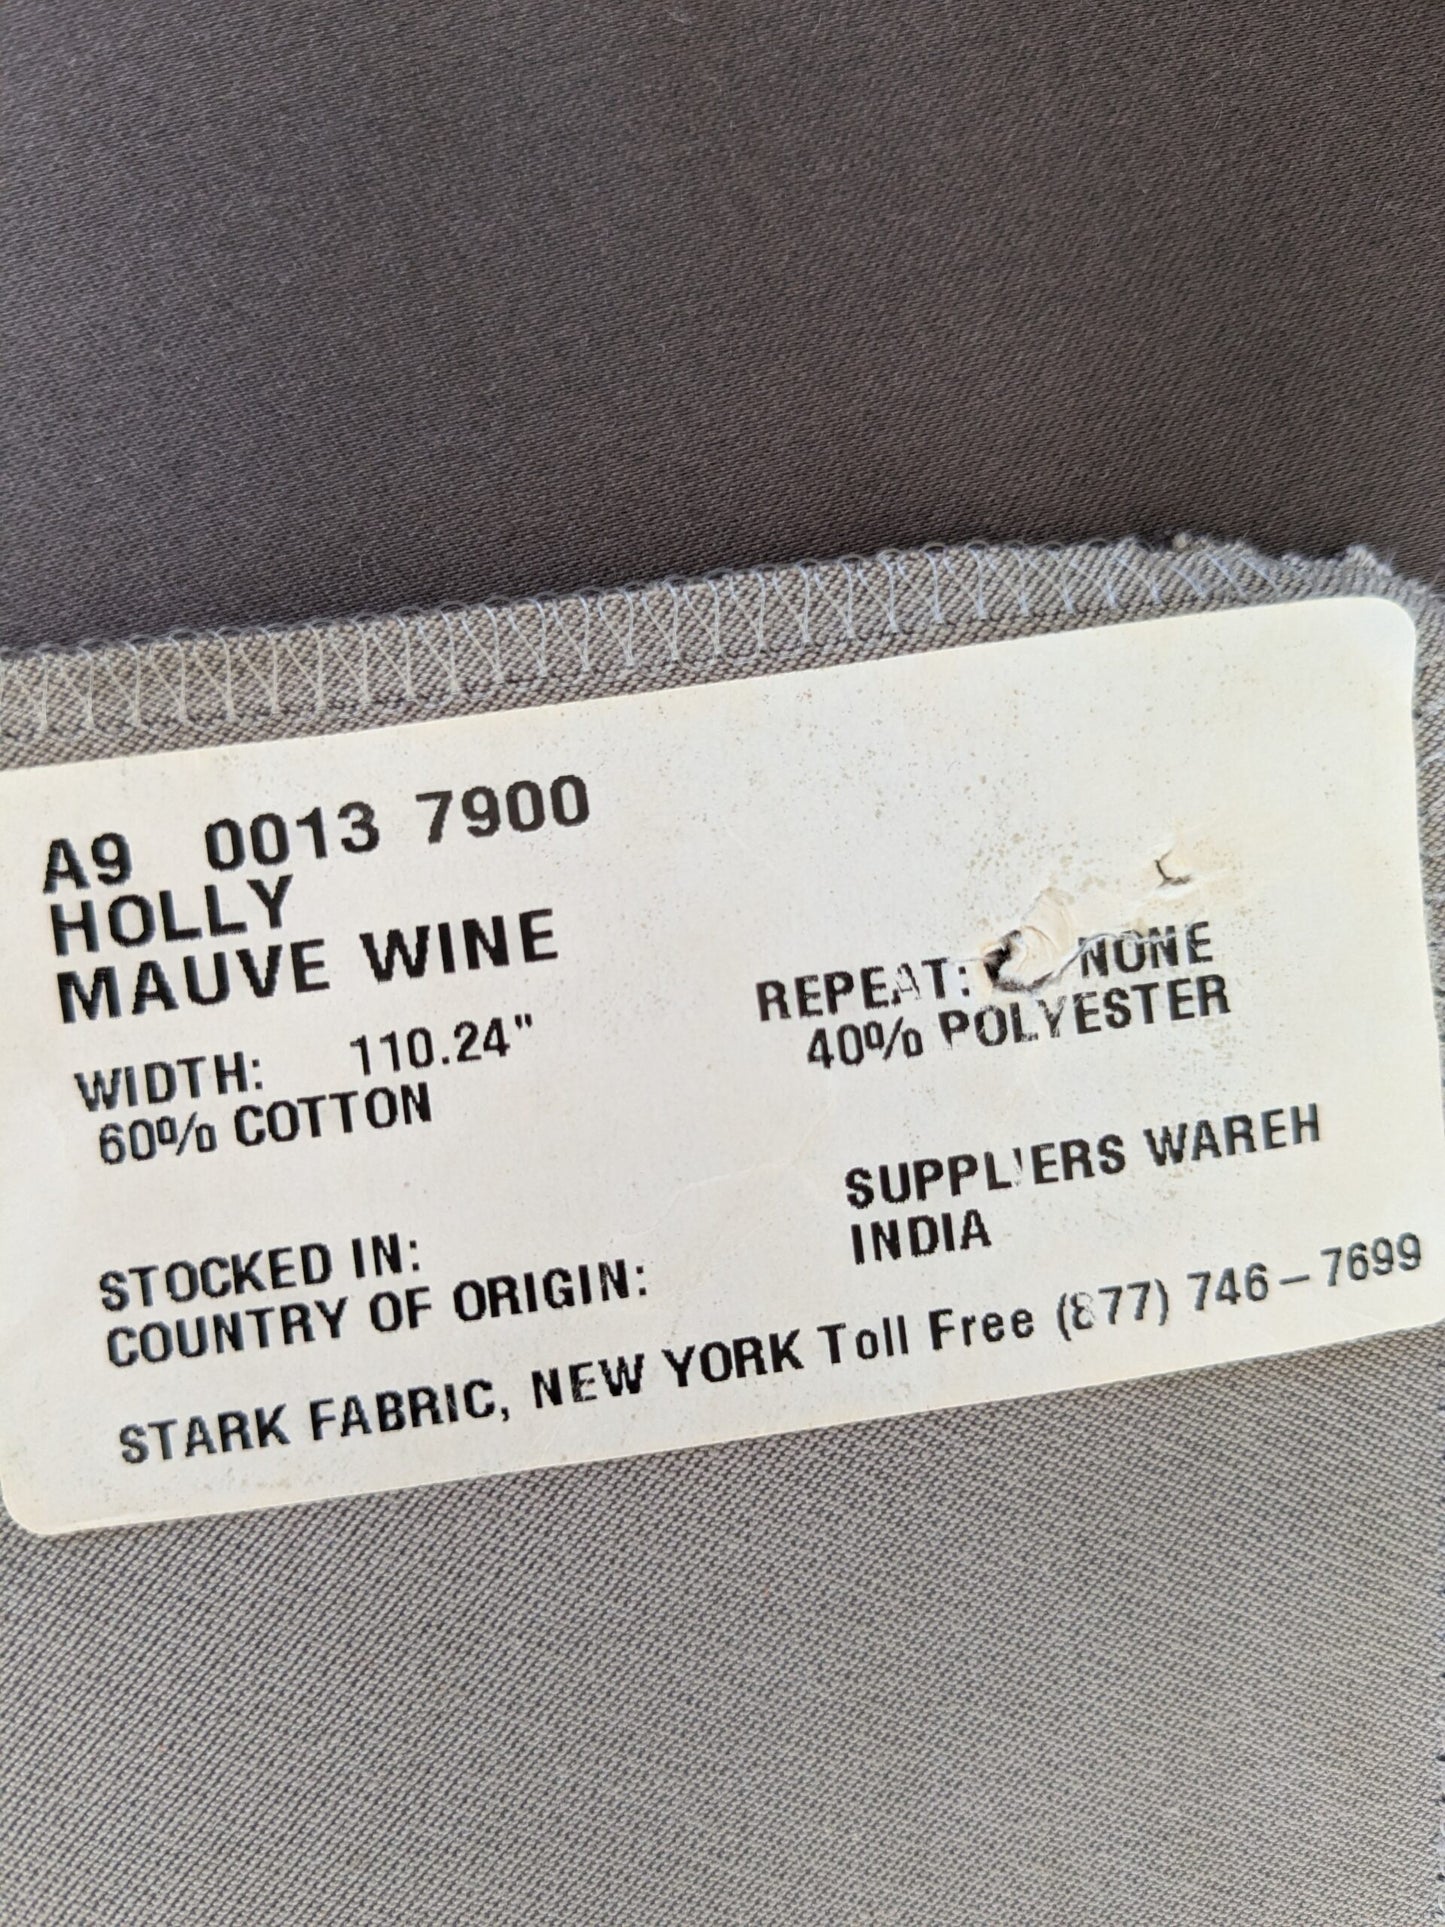 A9 0013 7900
HOLLY
MAUVE WINE
WIDTH: 110.24" REPEAT: NONE
60% COTTON 40% POLYESTER
STOCKED IN: SUPPLIERS WAREH
COUNTRY OF ORIGIN: INDIA
STARK FABRIC, NEW YORK Toll Free (877) 746-7699